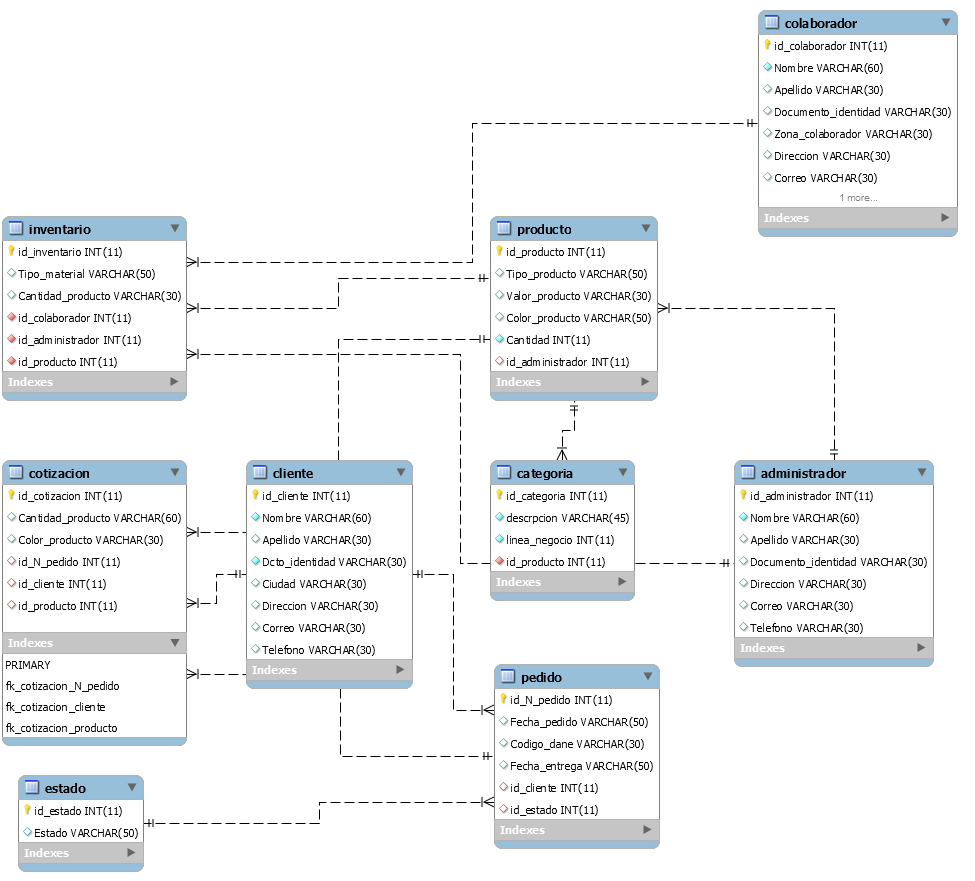 colaborador
id_colaborador INT(11)
Nombre VARCHAR(60)
Apellido VARCHAR(30)
Documento_identidad VARCHAR(30)
Zona_colaborador VARCHAR(30)
Direccion VARCHAR(30)
Correo VARCHAR(30)
1 more...
Indexes
inventario
id_inventario INT(11)
Tipo_material VARCHAR(50)
Cantidad_producto VARCHAR(30)
id_colaborador INT(11)
id_administrador INT(11)
id_producto INT(11)
Indexes
producto
id_producto INT(11)
Tipo_producto VARCHAR(50)
Valor_producto VARCHAR(30)
Color_producto VARCHAR(50)
Cantidad INT(11)
id_administrador INT(11)
Indexes
cotizacion
id_cotizacion INT(11)
Cantidad_producto VARCHAR(60)
Color_producto VARCHAR(30)
id_N_pedido INT(11)
id_cliente INT(11)
id_producto INT(11)
Indexes
PRIMARY
fk_cotizacion_N_pedido
fk_cotizacion_cliente
fk_cotizacion_producto
cliente
id_cliente INT(11)
Nombre VARCHAR(60)
Apellido VARCHAR(30)
Dcto_identidad VARCHAR(30)
Ciudad VARCHAR(30)
Direccion VARCHAR(30)
Correo VARCHAR(30)
Telefono VARCHAR(30)
Indexes
categoria
id_categoria INT(11)
descrpcion VARCHAR(45)
linea_negocio INT(11)
id_producto INT(11)
Indexes
administrador
id_administrador INT(11)
Nombre VARCHAR(60)
Apellido VARCHAR(30)
Documento_identidad VARCHAR(30)
Direccion VARCHAR(30)
Correo VARCHAR(30)
Telefono VARCHAR(30)
Indexes
pedido
id_N_pedido INT(11)
Fecha_pedido VARCHAR(50)
Codigo_dane VARCHAR(30)
Fecha_entrega VARCHAR(50)
id_cliente INT(11)
id_estado INT(11)
Indexes
estado
id_estado INT(11)
Estado VARCHAR(50)
Indexes